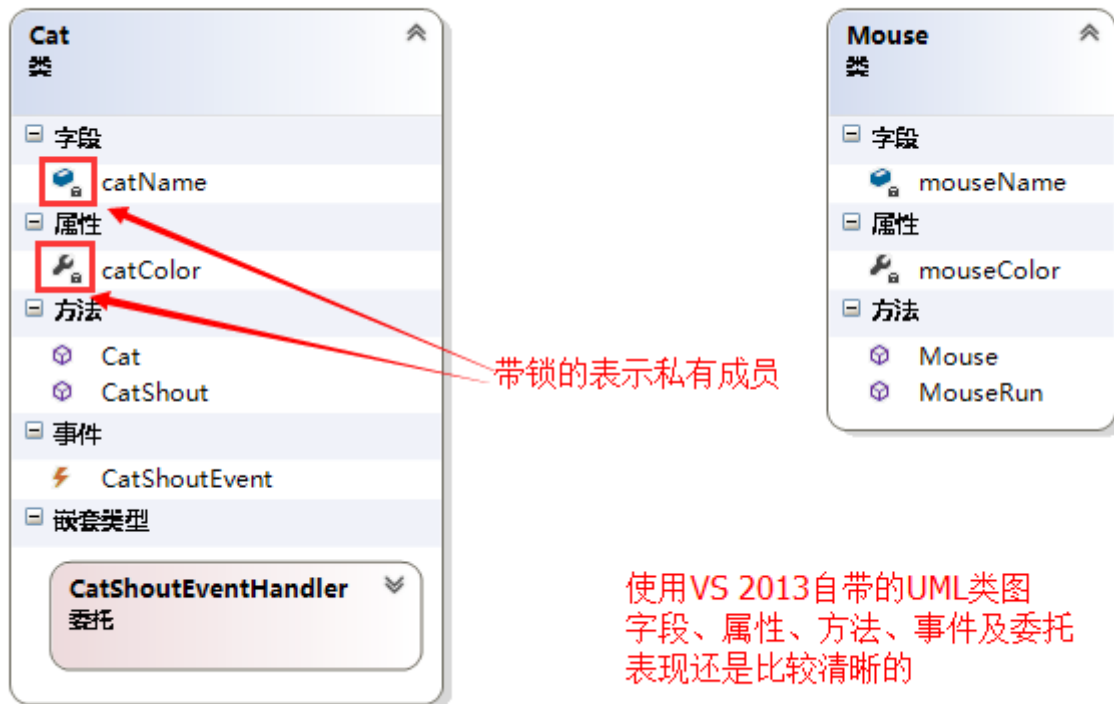 Cat
类
字段
catName
属性
catColor
方法
Cat
CatShout
事件
CatShoutEvent
嵌套类型
CatShoutEventHandler
委托
Mouse
类
字段
mouseName
属性
mouseColor
方法
Mouse
MouseRun
带锁的表示私有成员
使用VS 2013自带的UML类图
字段、属性、方法、事件及委托
表现还是比较清晰的